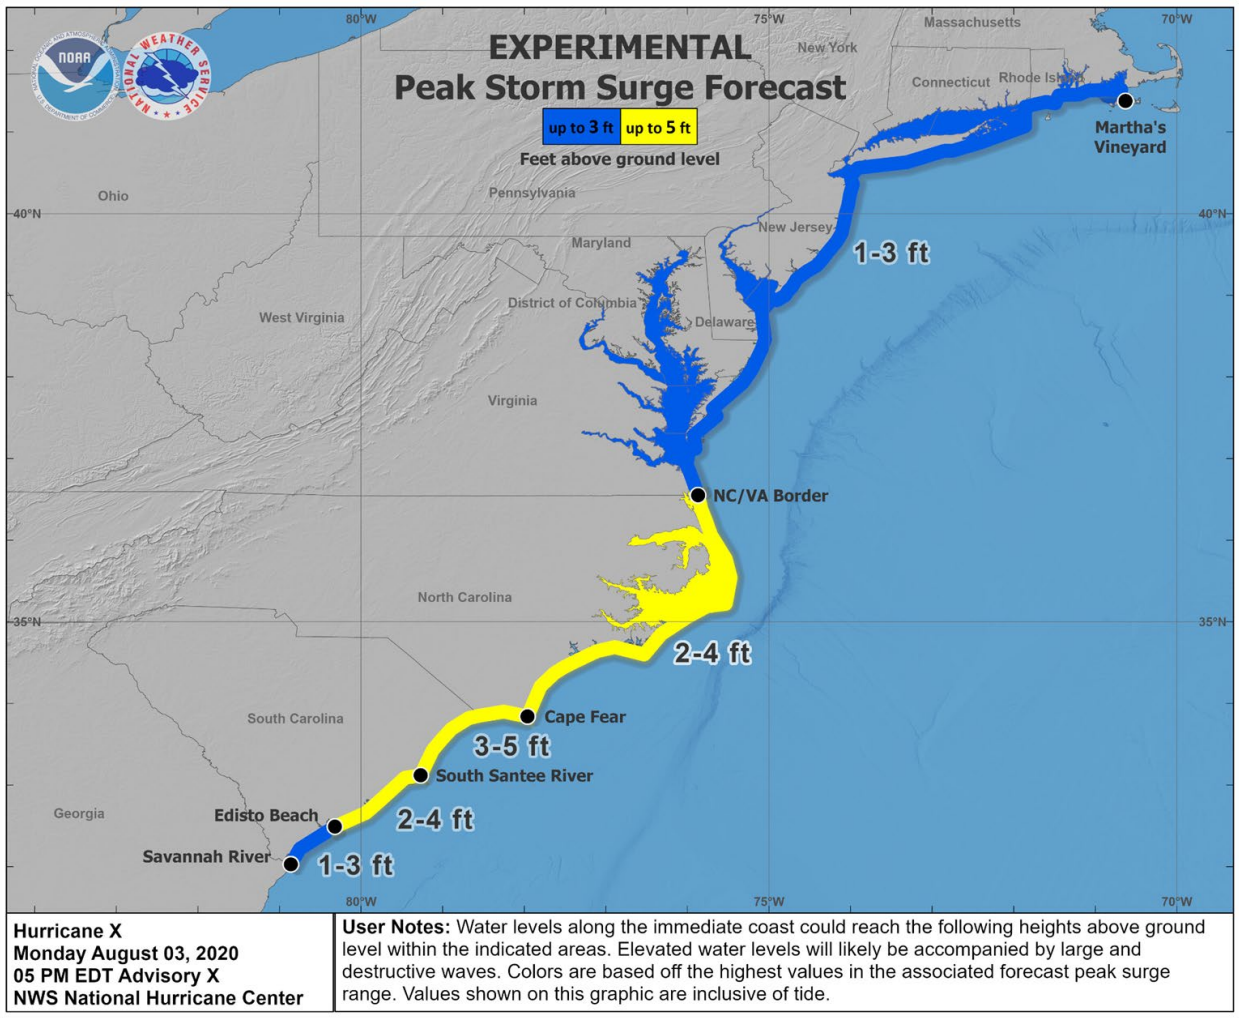 80°W
75°W
70°W
NOAA
NATIONAL WEATHER SERVICE
EXPERIMENTAL
Peak Storm Surge Forecast
up to 3 ft
up to 5 ft
Feet above ground level
Massachusetts
New York
Connecticut
Rhode Island
Martha's
Vineyard
Ohio
Pennsylvania
40°N
40°N
New Jersey
Maryland
1-3 ft
District of Columbia
West Virginia
Delaware
Virginia
NC/VA Border
North Carolina
35°N
35°N
2-4 ft
South Carolina
Cape Fear
3-5 ft
South Santee River
Georgia
Edisto Beach
2-4 ft
Savannah River
1-3 ft
80°W
75°W
70°W
Hurricane X
Monday August 03, 2020
05 PM EDT Advisory X
NWS National Hurricane Center
User Notes: Water levels along the immediate coast could reach the following heights above ground
level within the indicated areas. Elevated water levels will likely be accompanied by large and
destructive waves. Colors are based off the highest values in the associated forecast peak surge
range. Values shown on this graphic are inclusive of tide.